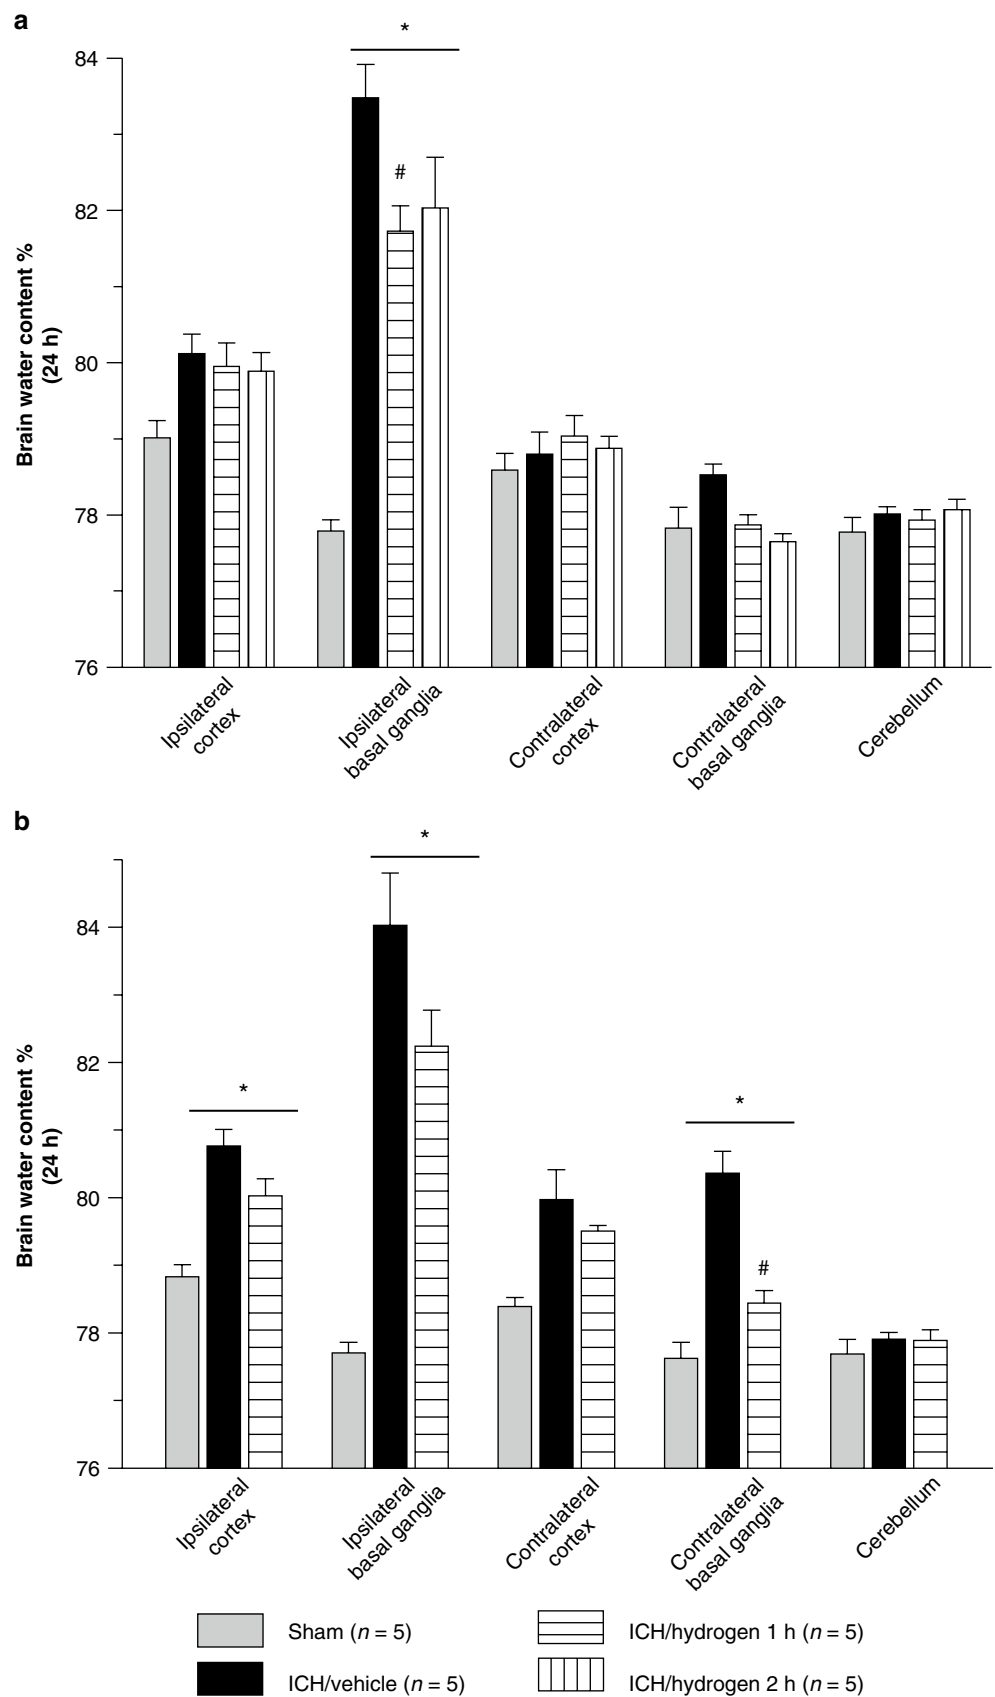 a
*
84
#
82
80
78
76
Brain water content %
(24 h)
Ipsilateral
cortex
Ipsilateral
basal ganglia
Contralateral
cortex
Contralateral
basal ganglia
Cerebellum
b
*
84
82
*
*
80
#
78
76
Brain water content %
(24 h)
Ipsilateral
cortex
Ipsilateral
basal ganglia
Contralateral
cortex
Contralateral
basal ganglia
Cerebellum
Sham (n = 5)
ICH/hydrogen 1 h (n = 5)
ICH/vehicle (n = 5)
ICH/hydrogen 2 h (n = 5)